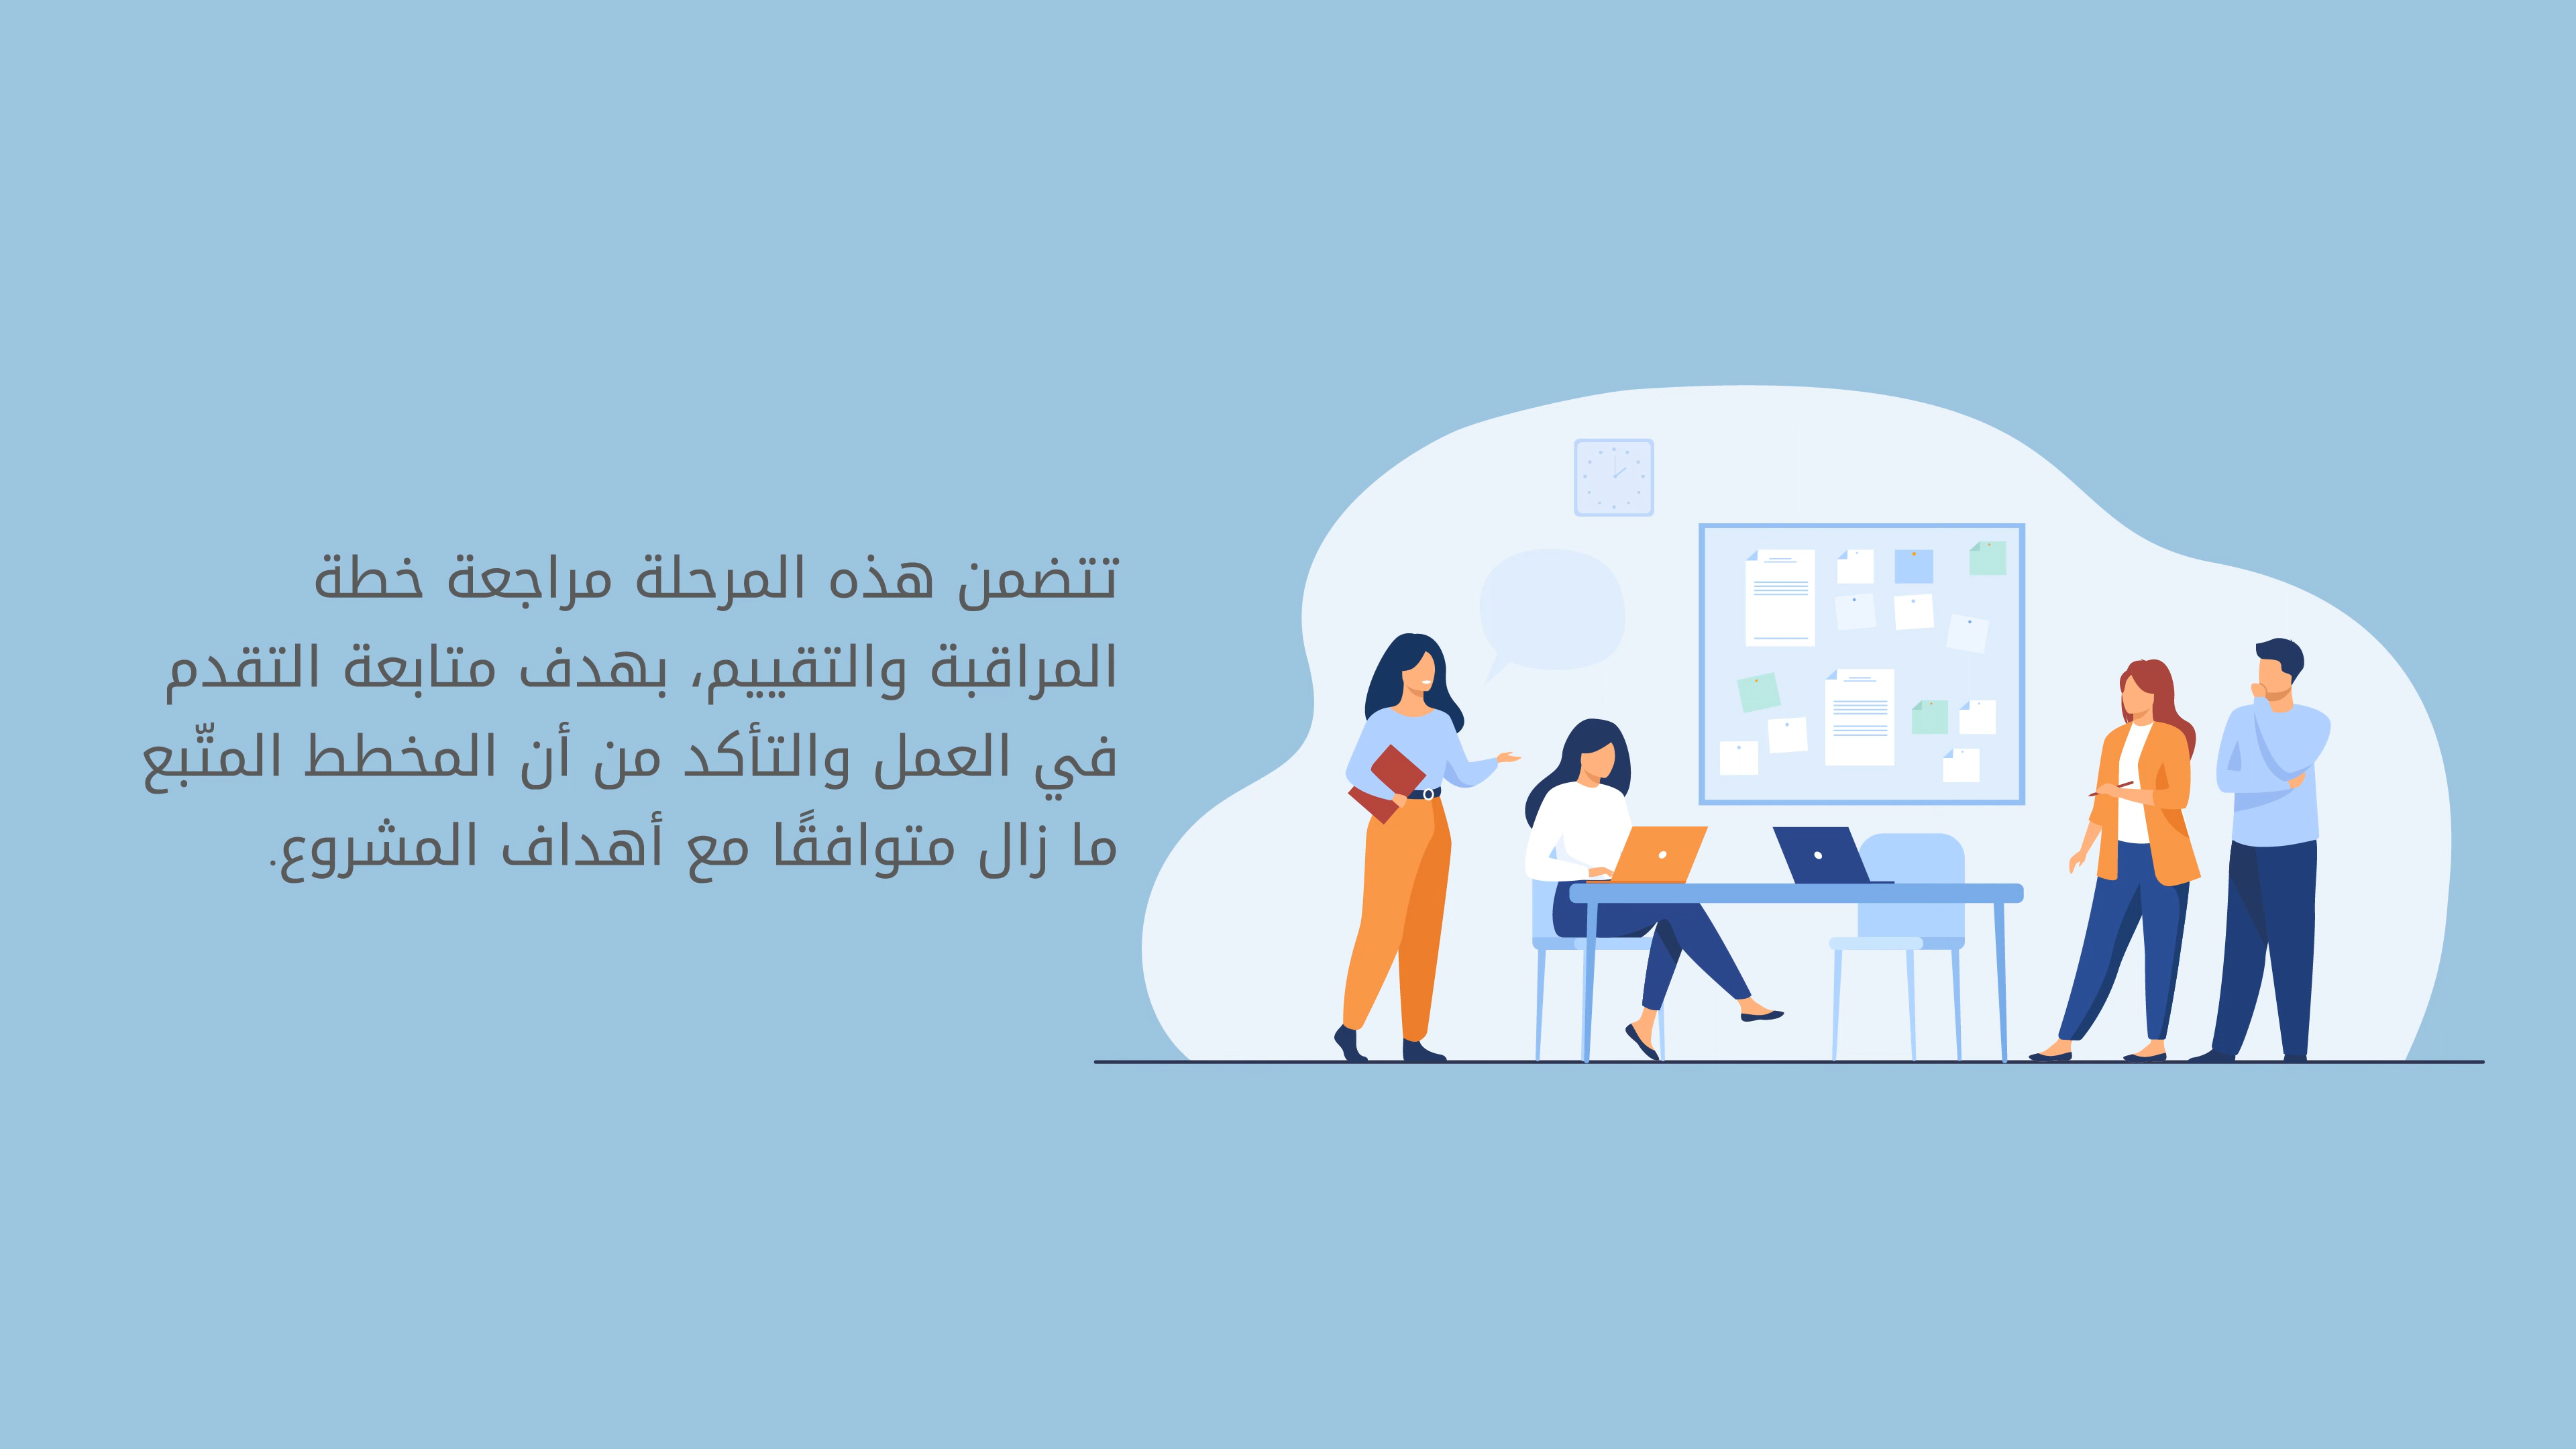 تتضمن هذه المرحلة مراجعة خطة
المراقبة والتقييم، بهدف متابعة التقدم
في العمل والتأكد من أن المخطط المتّبع
ما زال متوافقًا مع أهداف المشروع.